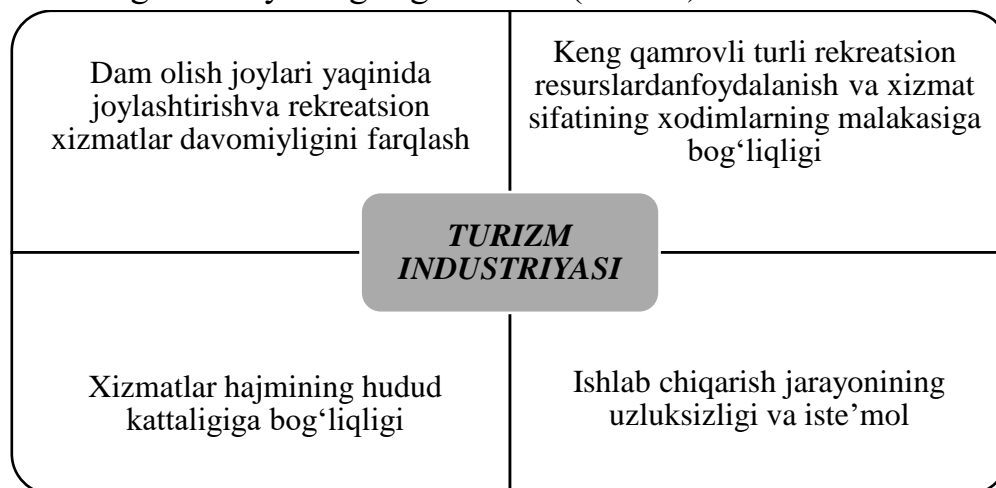 Dam olish joylari yaqinida
joylashtirishva rekreatsion
xizmatlar davomiyligini farqlash
Keng qamrovli turli rekreatsion
resurslardanfoydalanish va xizmat
sifatining xodimlarning malakasiga
bog‘liqligi
TURIZM
INDUSTRIYASI
Xizmatlar hajmining hudud
kattaligiga bog‘liqligi
Ishlab chiqarish jarayonining
uzluksizligi va iste’mol